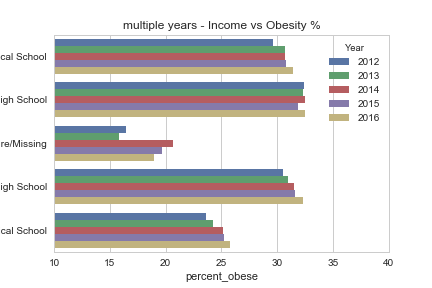 multiple years - Income vs Obesity %
cal School
igh School
re/Missing
igh School
cal School
Year
2012
2013
2014
2015
2016
10 15 20 25 30 35 40
percent_obese